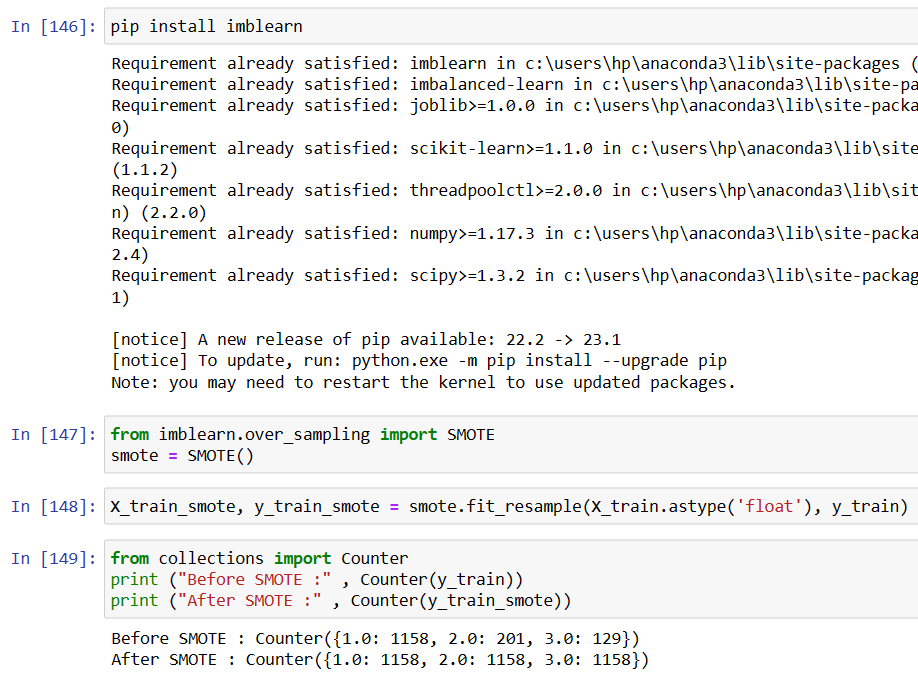 In [146]: pip install imblearn
Requirement already satisfied: imblearn in c:\users\hp\anaconda3\lib\site-packages (
Requirement already satisfied: imbalanced-learn in c:\users\hp\anaconda3\lib\site-pa
Requirement already satisfied: joblib>=1.0.0 in c:\users\hp\anaconda3\lib\site-packa
0)
Requirement already satisfied: scikit-learn>=1.1.0 in c:\users\hp\anaconda3\lib\site
(1.1.2)
Requirement already satisfied: threadpoolctl>=2.0.0 in c:\users\hp\anaconda3\lib\sit
n) (2.2.0)
Requirement already satisfied: numpy>=1.17.3 in c:\users\hp\anaconda3\lib\site-packa
2.4)
Requirement already satisfied: scipy>=1.3.2 in c:\users\hp\anaconda3\lib\site-packag
1)
[notice] A new release of pip available: 22.2 -> 23.1
[notice] To update, run: python.exe -m pip install --upgrade pip
Note: you may need to restart the kernel to use updated packages.
In [147]: from imblearn.over_sampling import SMOTE
smote = SMOTE()
In [148]: X_train_smote, y_train_smote = smote.fit_resample(X_train.astype('float'), y_train)
In [149]: from collections import Counter
print ("Before SMOTE :" , Counter(y_train))
print ("After SMOTE :" , Counter(y_train_smote))
Before SMOTE : Counter({1.0: 1158, 2.0: 201, 3.0: 129})
After SMOTE : Counter({1.0: 1158, 2.0: 1158, 3.0: 1158})